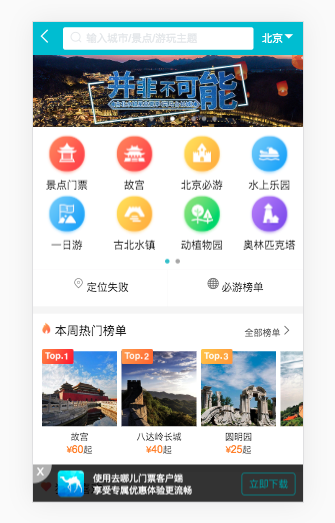 输入城市/景点/游玩主题
北京
并非不可能
景点门票
故宫
北京必游
水上乐园
一日游
古北水镇
动植物园
奥林匹克塔
定位失败
必游榜单
本周热门榜单
全部榜单
Top.1
Top.2
Top.3
故宫
八达岭长城
圆明园
¥60起
¥40起
¥25起
X
使用去哪儿门票客户端
享受专属优惠体验更流畅
立即下载